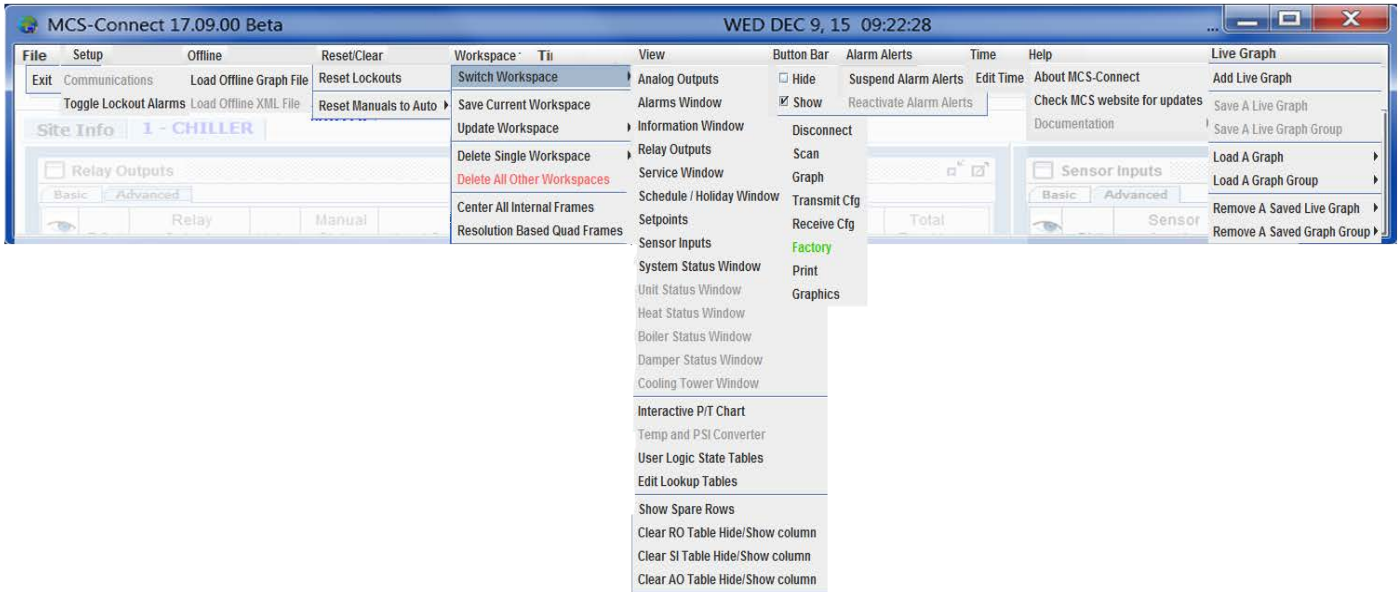 MCS-Connect 17.09.00 Beta WED DEC 9, 15 09:22:28 ...
File Setup Offline Reset/Clear Workspace Ti View Button Bar Alarm Alerts Time Help Live Graph
Exit
Communications
Toggle Lockout Alarms
Load Offline Graph File
Load Offline XML File
Reset Lockouts
Reset Manuals to Auto
Switch Workspace
Save Current Workspace
Update Workspace
Delete Single Workspace
Delete All Other Workspaces
Center All Internal Frames
Resolution Based Quad Frames
Analog Outputs
Alarms Window
Information Window
Relay Outputs
Service Window
Schedule / Holiday Window
Setpoints
Sensor Inputs
System Status Window
Unit Status Window
Heat Status Window
Boiler Status Window
Damper Status Window
Cooling Tower Window
Interactive P/T Chart
Temp and PSI Converter
User Logic State Tables
Edit Lookup Tables
Show Spare Rows
Clear RO Table Hide/Show column
Clear SI Table Hide/Show column
Clear AO Table Hide/Show column
Hide
Show
Disconnect
Scan
Graph
Transmit Cfg
Receive Cfg
Factory
Print
Graphics
Suspend Alarm Alerts
Reactivate Alarm Alerts
Edit Time
About MCS-Connect
Check MCS website for updates
Documentation
Add Live Graph
Save A Live Graph
Save A Live Graph Group
Load A Graph
Load A Graph Group
Remove A Saved Live Graph
Remove A Saved Graph Group
Site Info 1 - CHILLER
Relay Outputs
Basic Advanced
Relay Manual Total
Sensor Inputs
Basic Advanced
Sensor